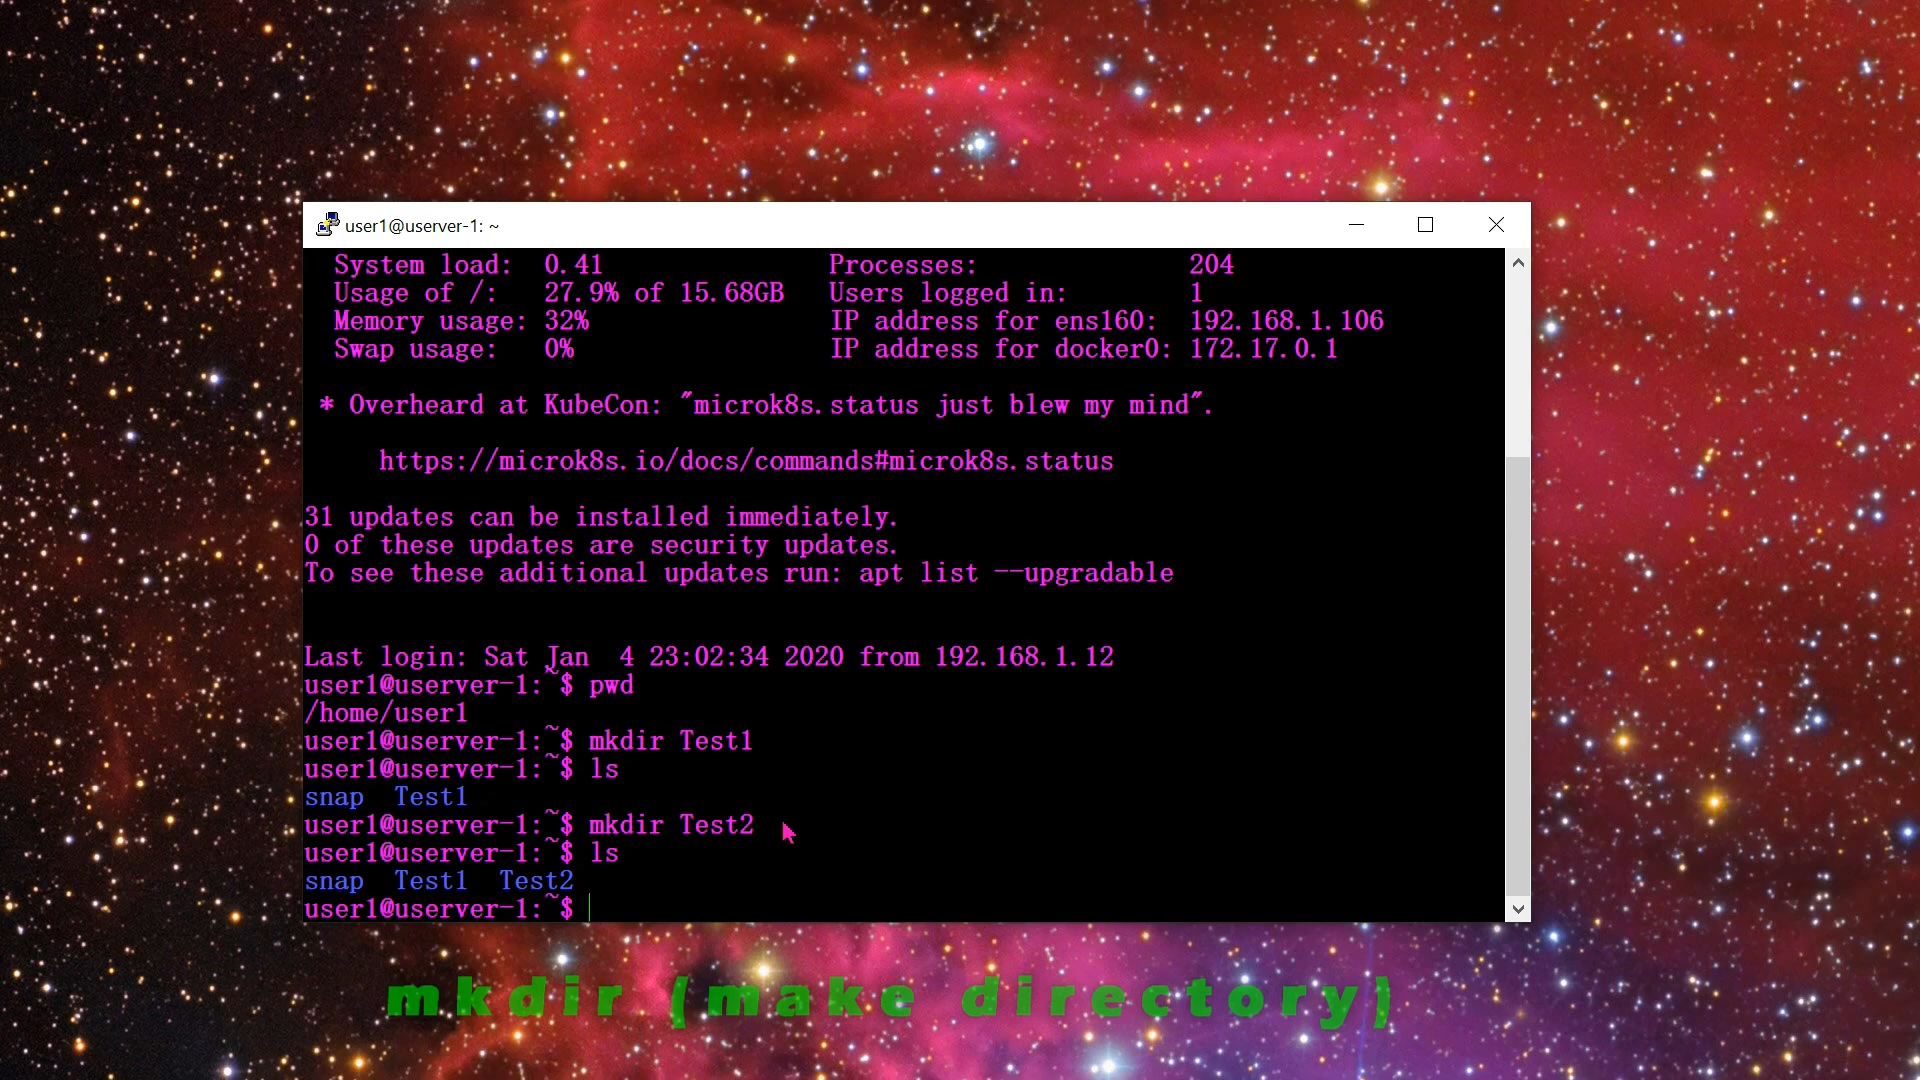 user1@userver-1: ~
System load:  0.41               Processes:              204
Usage of /:   27.9% of 15.68GB   Users logged in:        1
Memory usage: 32%                IP address for ens160:  192.168.1.106
Swap usage:   0%                 IP address for docker0: 172.17.0.1
* Overheard at KubeCon: "microk8s.status just blew my mind".
https://microk8s.io/docs/commands#microk8s.status
31 updates can be installed immediately.
0 of these updates are security updates.
To see these additional updates run: apt list --upgradable
Last login: Sat Jan  4 23:02:34 2020 from 192.168.1.12
user1@userver-1:~$ pwd
/home/user1
user1@userver-1:~$ mkdir Test1
user1@userver-1:~$ ls
snap  Test1
user1@userver-1:~$ mkdir Test2
user1@userver-1:~$ ls
snap  Test1  Test2
user1@userver-1:~$
mkdir (make directory)